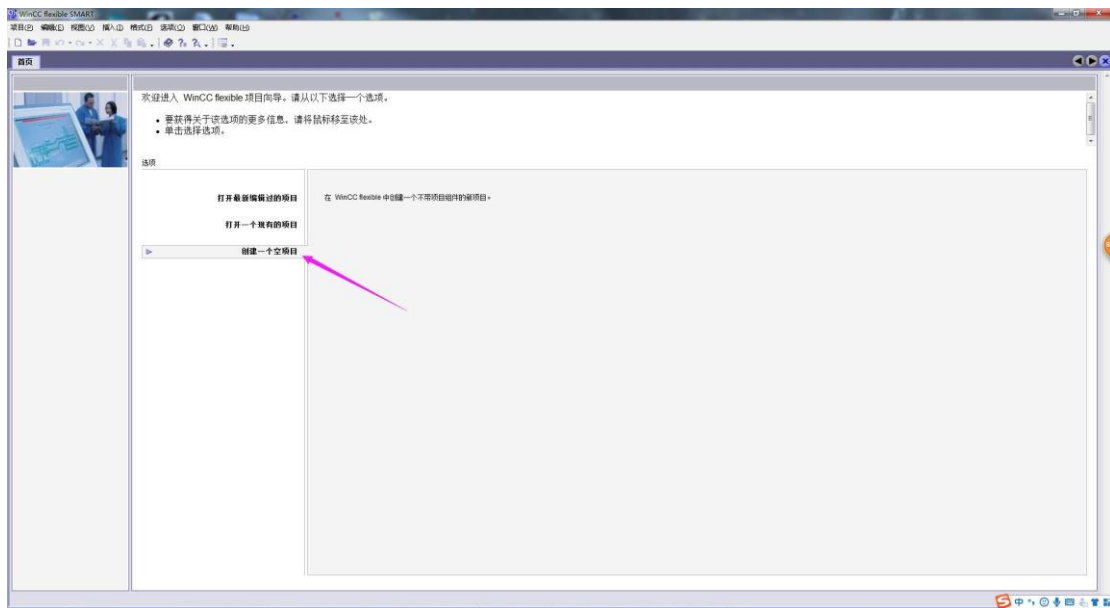 WinCC flexible SMART
项目(P) 编辑(E) 视图(V) 插入(I) 格式(F) 选项(O) 窗口(W) 帮助(H)
首页
欢迎进入 WinCC flexible 项目向导。请从以下选择一个选项。
• 要获得关于该选项的更多信息，请将鼠标移至该处。
• 单击选择选项。
选项
打开最新编辑过的项目
在 WinCC flexible 中创建一个不带项目组件的新项目。
打开一个现有的项目
创建一个空项目
中